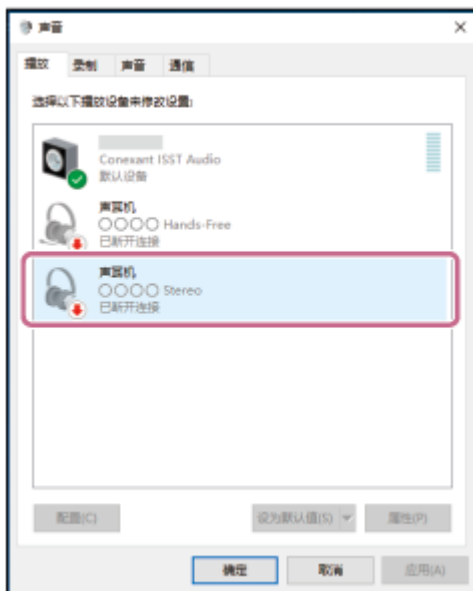 声音
播放 录制 声音 通信
选择以下播放设备来修改设置:
Conexant ISST Audio
默认设备
声耳机
○○○○ Hands-Free
已断开连接
声耳机
○○○○ Stereo
已断开连接
配置(C) 设为默认值(S) 属性(P)
确定 取消 应用(A)